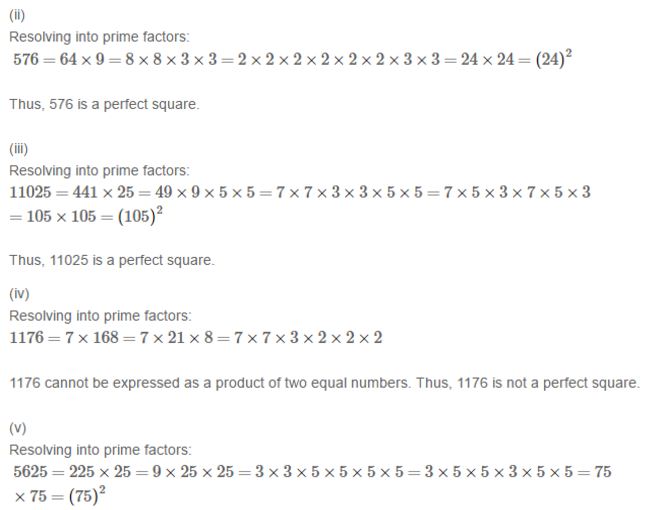 (ii)
Resolving into prime factors:
576 = 64 × 9 = 8 × 8 × 3 × 3 = 2 × 2 × 2 × 2 × 2 × 2 × 3 × 3 = 24 × 24 = (24)²
Thus, 576 is a perfect square.
(iii)
Resolving into prime factors:
11025 = 441 × 25 = 49 × 9 × 5 × 5 = 7 × 7 × 3 × 3 × 5 × 5 = 7 × 5 × 3 × 7 × 5 × 3
= 105 × 105 = (105)²
Thus, 11025 is a perfect square.
(iv)
Resolving into prime factors:
1176 = 7 × 168 = 7 × 21 × 8 = 7 × 7 × 3 × 2 × 2 × 2
1176 cannot be expressed as a product of two equal numbers. Thus, 1176 is not a perfect square.
(v)
Resolving into prime factors:
5625 = 225 × 25 = 9 × 25 × 25 = 3 × 3 × 5 × 5 × 5 × 5 = 3 × 5 × 5 × 3 × 5 × 5 = 75
× 75 = (75)²